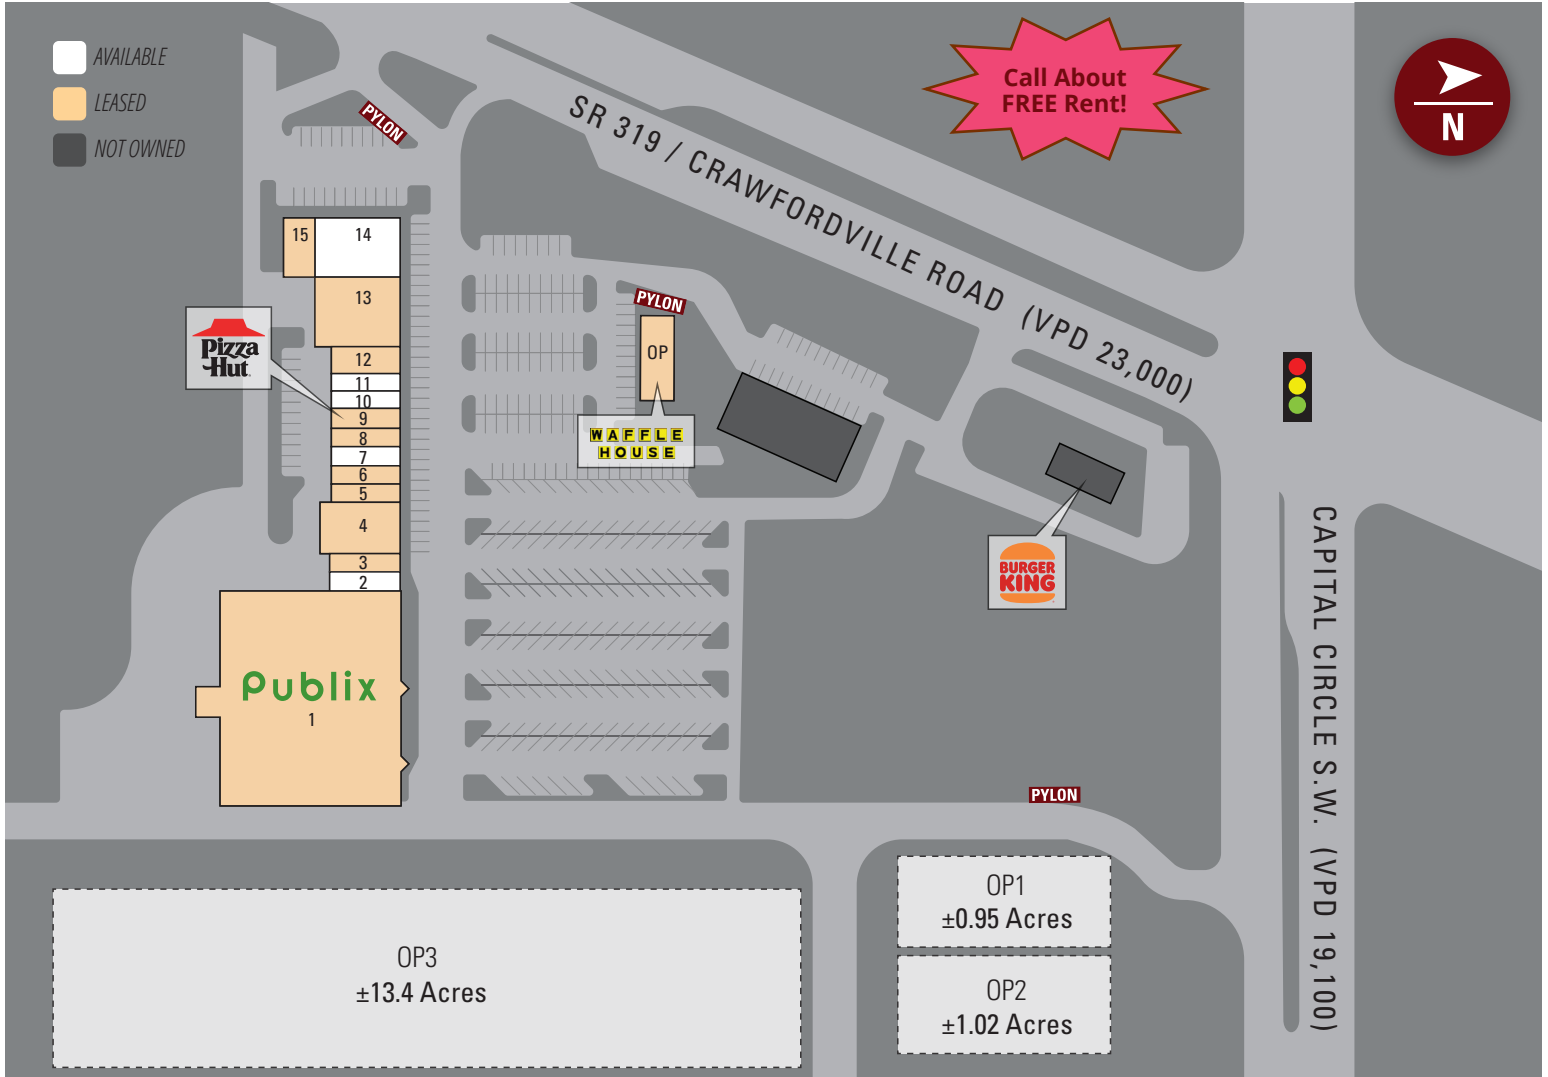 AVAILABLE
LEASED
NOT OWNED
Call About
FREE Rent!
N
PYLON
SR 319 / CRAWFORDVILLE ROAD (VPD 23,000)
15
14
13
12
11
10
9
8
7
6
5
4
3
2
Pizza
Hut
PYLON
OP
WAFFLE
HOUSE
BURGER
KING
CAPITAL CIRCLE S.W. (VPD 19,100)
Publix
1
PYLON
OP1
±0.95 Acres
OP2
±1.02 Acres
OP3
±13.4 Acres